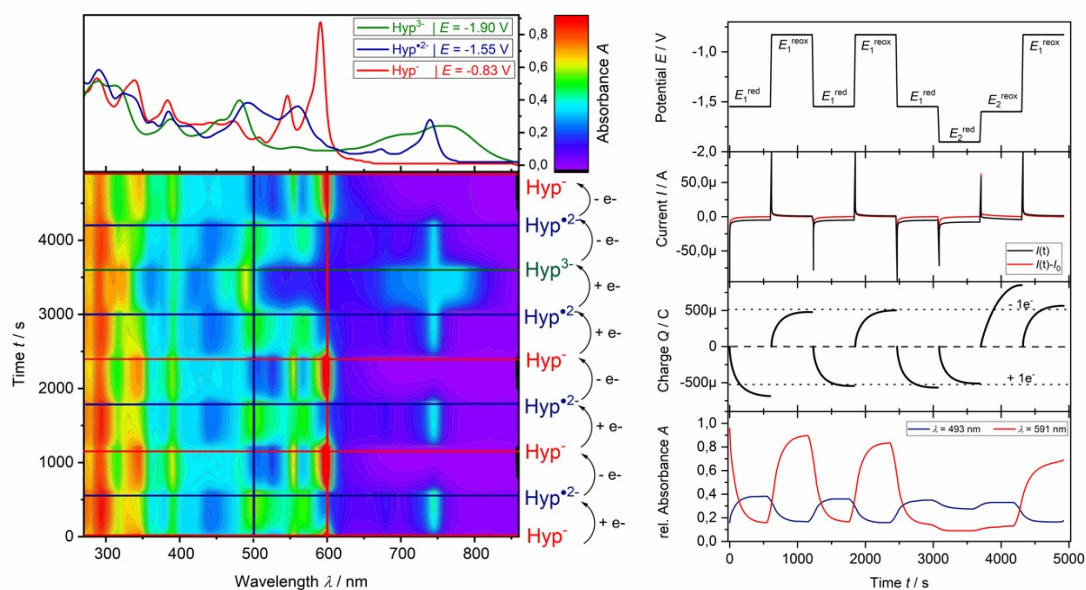 Hyp³⁻ | E = -1.90 V
Hyp•²⁻ | E = -1.55 V
Hyp⁻ | E = -0.83 V
0,8
0,6
0,4
0,2
0,0
Absorbance A
Hyp⁻
- e-
Hyp•²⁻
- e-
Hyp³⁻
+ e-
Hyp•²⁻
+ e-
Hyp⁻
- e-
Hyp•²⁻
+ e-
Hyp⁻
- e-
Hyp•²⁻
+ e-
Hyp⁻
4000
3000
2000
1000
0
Time t / s
300 400 500 600 700 800
Wavelength λ / nm
Potential E / V
-1,0
-1,5
-2,0
E₁ʳᵉᵈ
E₁ʳᵉᵒˣ
E₁ʳᵉᵈ
E₁ʳᵉᵒˣ
E₁ʳᵉᵈ
E₂ʳᵉᵈ
E₂ʳᵉᵒˣ
E₁ʳᵉᵒˣ
Current I / A
50,0µ
0,0
-50,0µ
I(t)
I(t)-I₀
Charge Q / C
500µ
0
-500µ
- 1e⁻
+ 1e⁻
rel. Absorbance A
1,0
0,8
0,6
0,4
0,2
0,0
λ = 493 nm
λ = 591 nm
0 1000 2000 3000 4000 5000
Time t / s